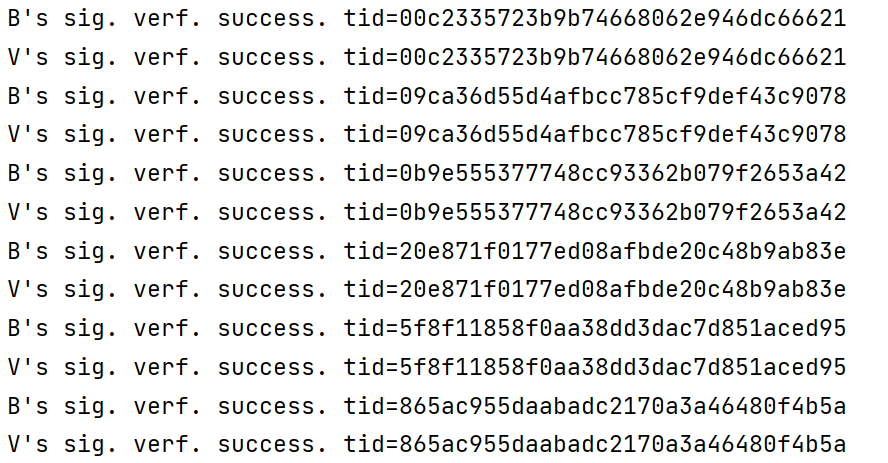 B's sig. verf. success. tid=00c2335723b9b74668062e946dc66621
V's sig. verf. success. tid=00c2335723b9b74668062e946dc66621
B's sig. verf. success. tid=09ca36d55d4afbcc785cf9def43c9078
V's sig. verf. success. tid=09ca36d55d4afbcc785cf9def43c9078
B's sig. verf. success. tid=0b9e555377748cc93362b079f2653a42
V's sig. verf. success. tid=0b9e555377748cc93362b079f2653a42
B's sig. verf. success. tid=20e871f0177ed08afbde20c48b9ab83e
V's sig. verf. success. tid=20e871f0177ed08afbde20c48b9ab83e
B's sig. verf. success. tid=5f8f11858f0aa38dd3dac7d851aced95
V's sig. verf. success. tid=5f8f11858f0aa38dd3dac7d851aced95
B's sig. verf. success. tid=865ac955daabadc2170a3a46480f4b5a
V's sig. verf. success. tid=865ac955daabadc2170a3a46480f4b5a